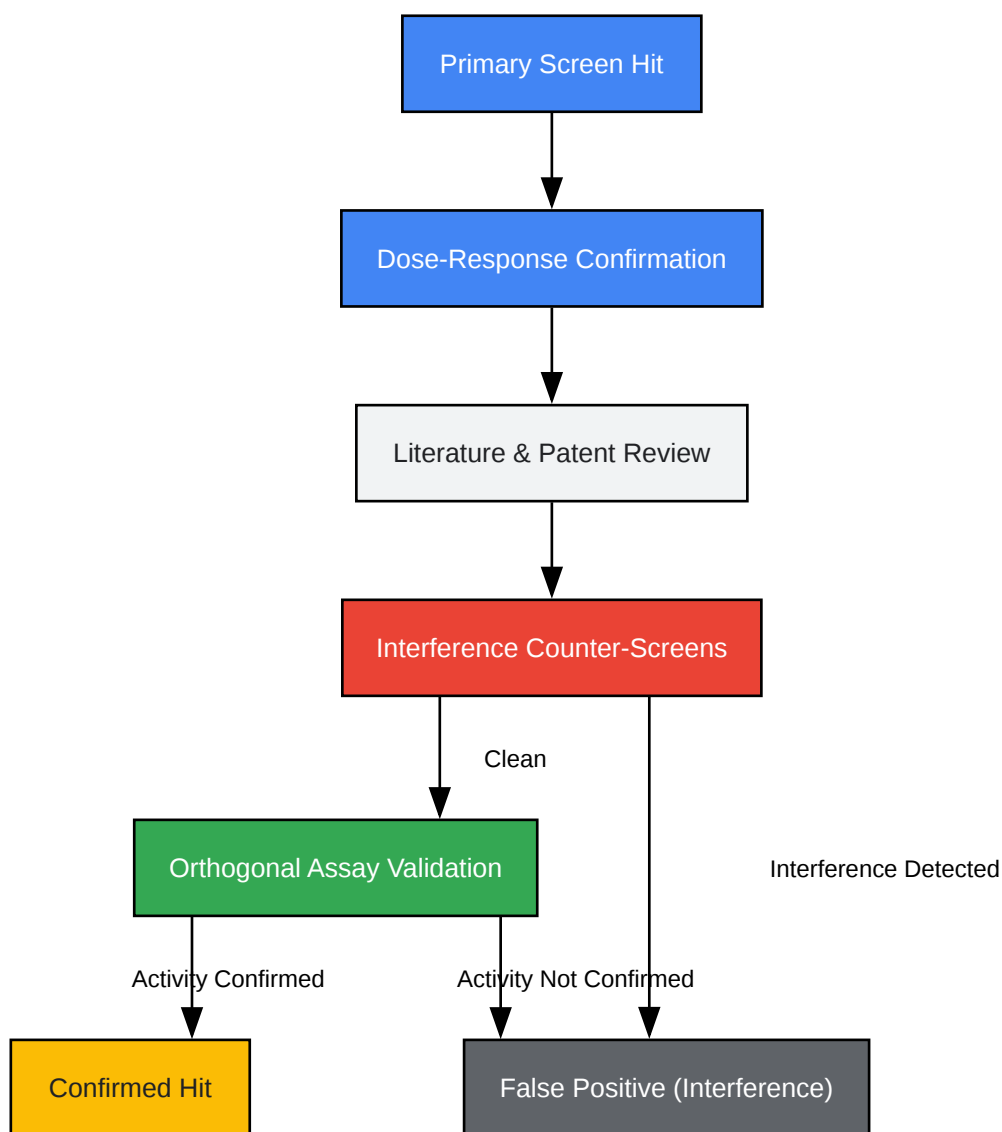 Primary Screen Hit
Dose-Response Confirmation
Literature & Patent Review
Interference Counter-Screens
Clean
Orthogonal Assay Validation
Interference Detected
Activity Confirmed
Activity Not Confirmed
Confirmed Hit
False Positive (Interference)